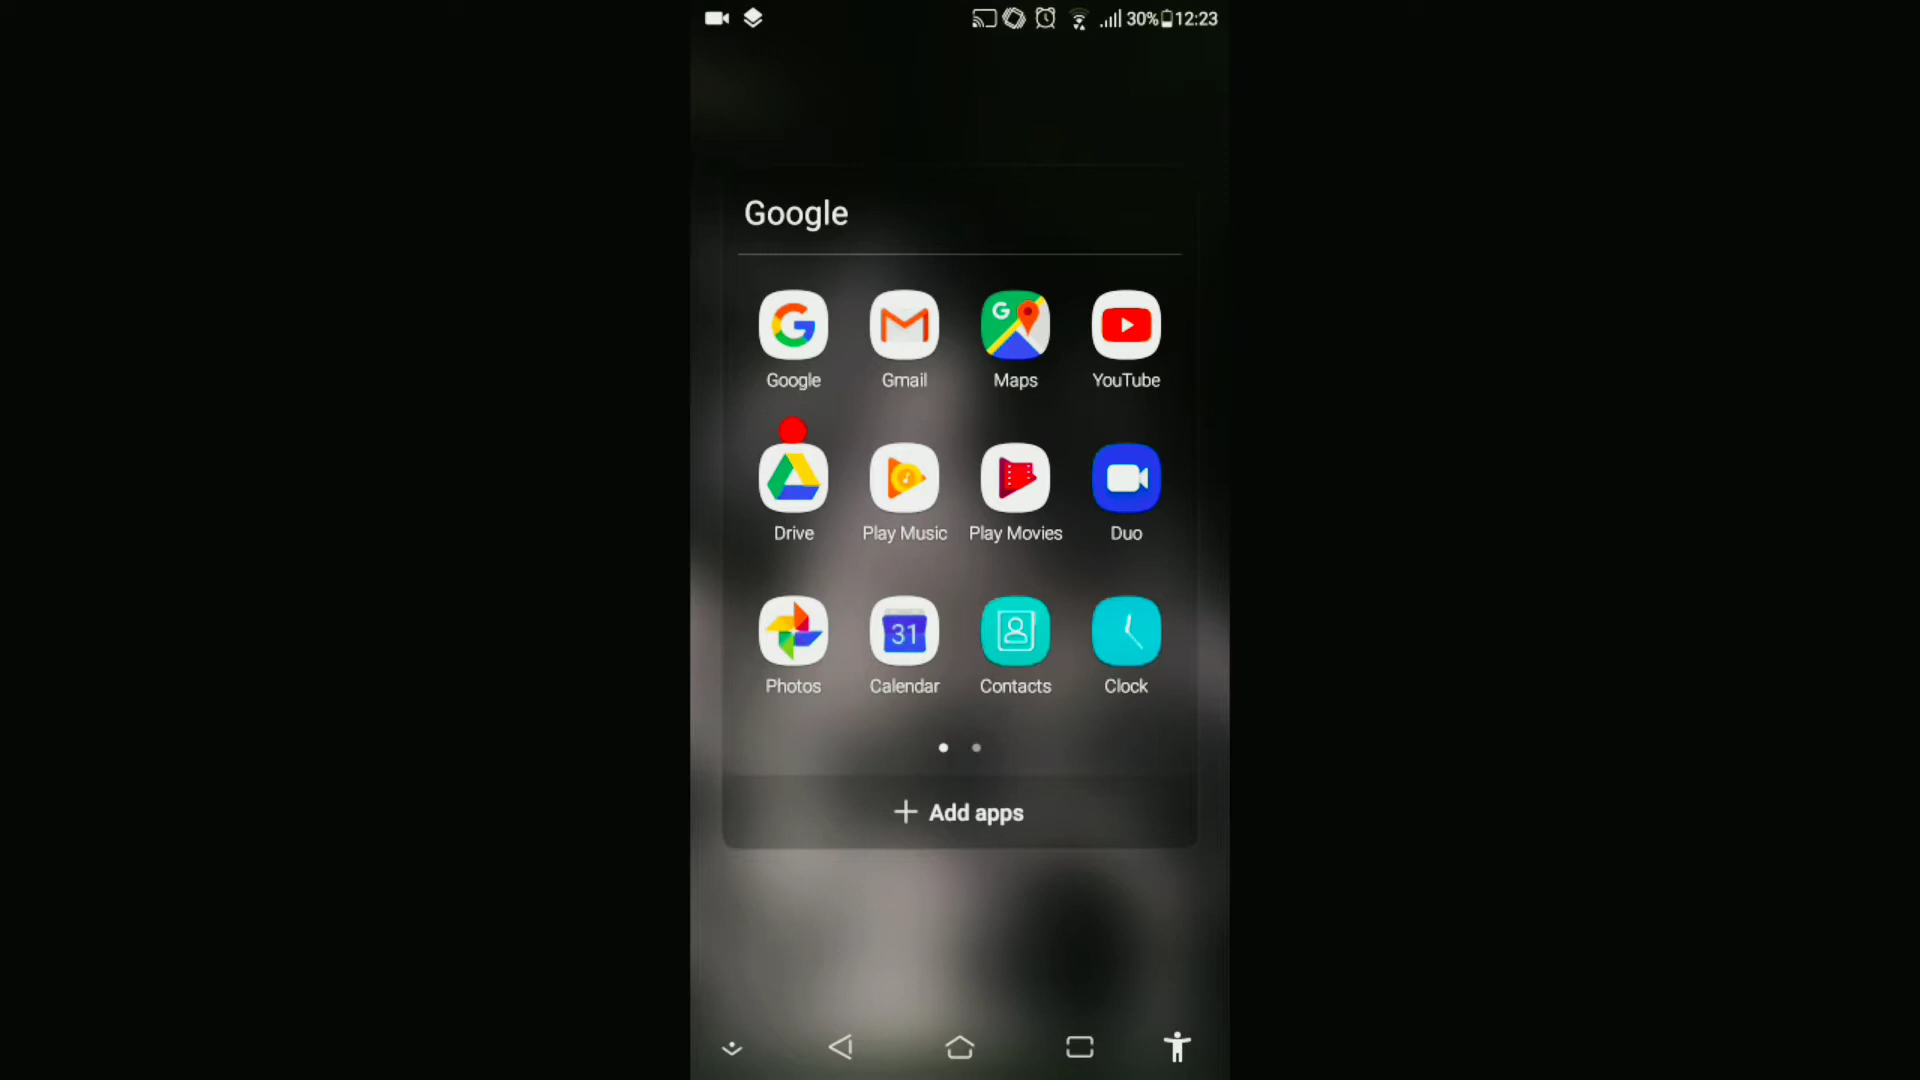 30% 12:23
Google
G
Google Gmail Maps YouTube
Drive Play Music Play Movies Duo
31
Photos Calendar Contacts Clock
+ Add apps